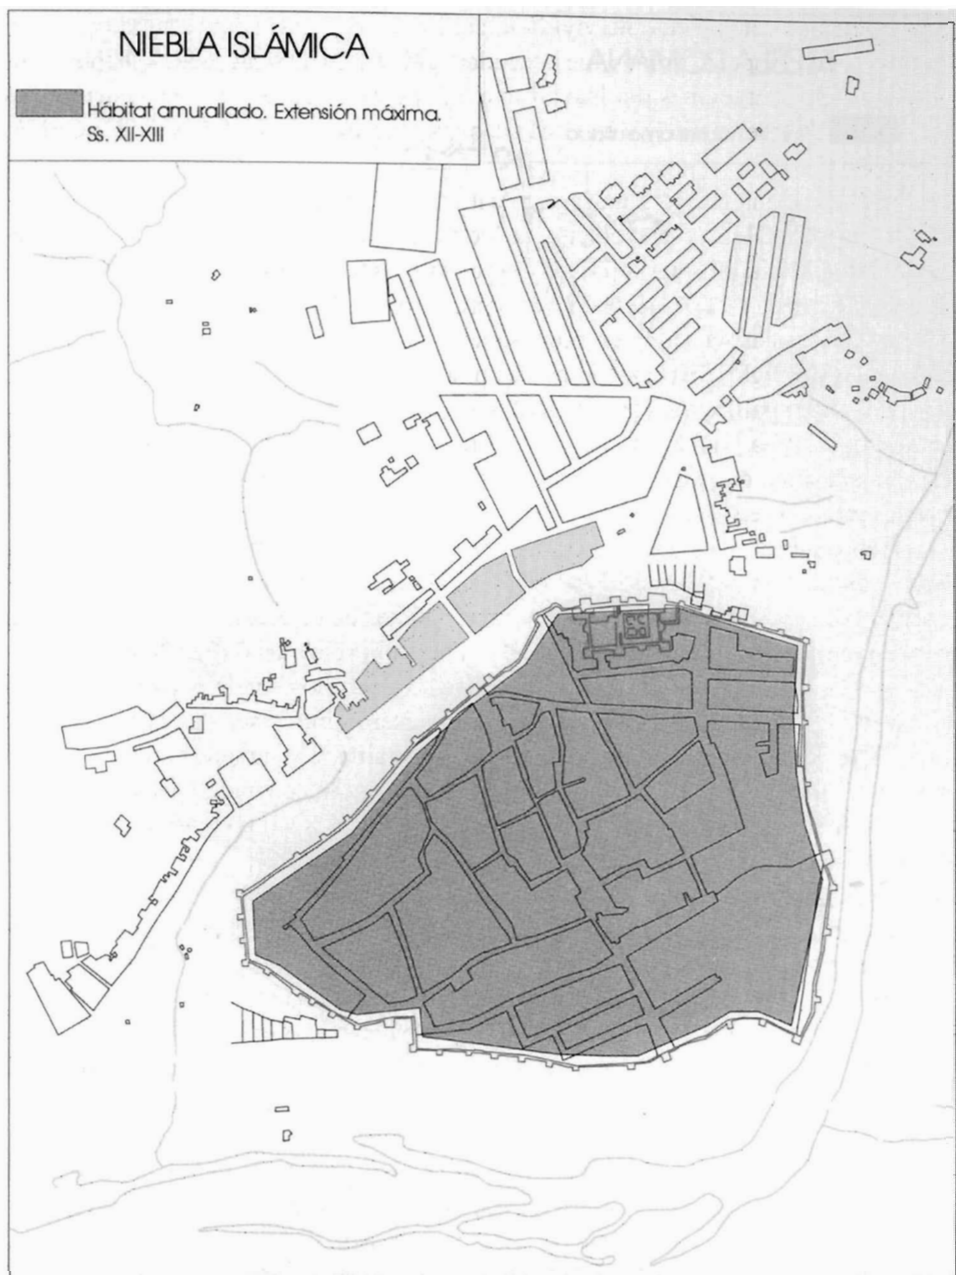 NIEBLA ISLÁMICA
Hábitat amurallado. Extensión máxima.
Ss. XII-XIII